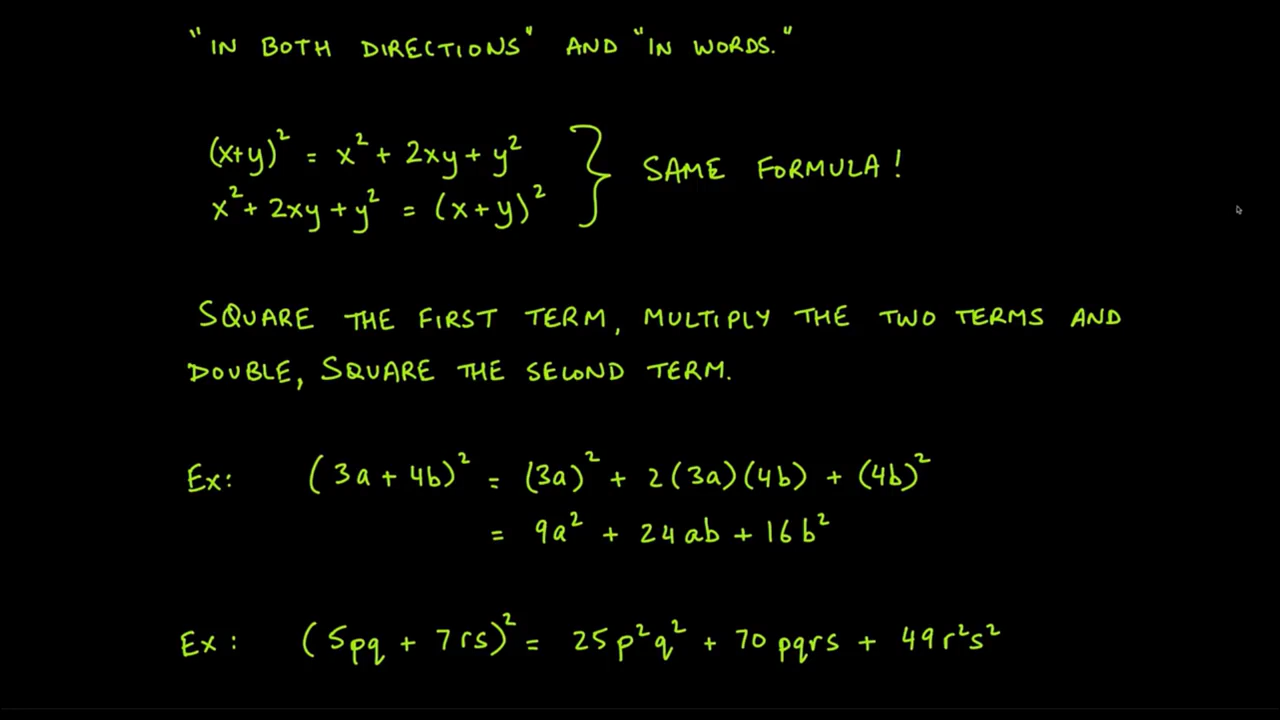 "IN BOTH DIRECTIONS" AND "IN WORDS."
(x+y)² = x² + 2xy + y²
x² + 2xy + y² = (x+y)²
SAME FORMULA!
SQUARE THE FIRST TERM, MULTIPLY THE TWO TERMS AND
DOUBLE, SQUARE THE SECOND TERM.
Ex: (3a + 4b)² = (3a)² + 2(3a)(4b) + (4b)²
= 9a² + 24ab + 16b²
Ex: (5pq + 7rs)² = 25p²q² + 70pqrs + 49r²s²